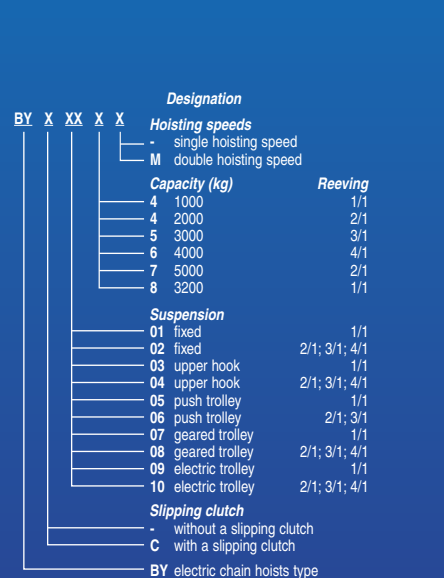 Designation
BY X XX X X
Hoisting speeds
- single hoisting speed
M double hoisting speed
Capacity (kg) Reeving
4 1000 1/1
4 2000 2/1
5 3000 3/1
6 4000 4/1
7 5000 2/1
8 3200 1/1
Suspension
01 fixed 1/1
02 fixed 2/1; 3/1; 4/1
03 upper hook 1/1
04 upper hook 2/1; 3/1; 4/1
05 push trolley 1/1
06 push trolley 2/1; 3/1
07 geared trolley 1/1
08 geared trolley 2/1; 3/1; 4/1
09 electric trolley 1/1
10 electric trolley 2/1; 3/1; 4/1
Slipping clutch
- without a slipping clutch
C with a slipping clutch
BY electric chain hoists type